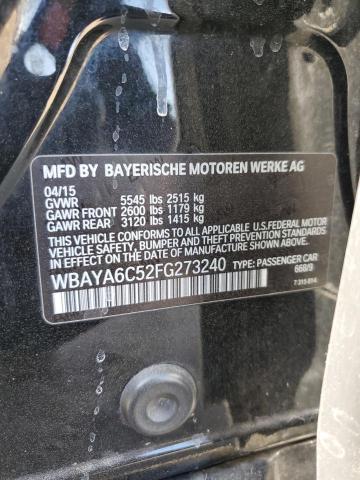 MFD BY BAYERISCHE MOTOREN WERKE AG
04/15
GVWR 5545 lbs 2515 kg
GAWR FRONT 2600 lbs 1179 kg
GAWR REAR 3120 lbs 1415 kg
THIS VEHICLE CONFORMS TO ALL APPLICABLE U.S. FEDERAL MOTOR
VEHICLE SAFETY, BUMPER, AND THEFT PREVENTION STANDARDS
IN EFFECT ON THE DATE OF MANUFACTURE SHOWN ABOVE.
WBAYA6C52FG273240 TYPE: PASSENGER CAR
668/9